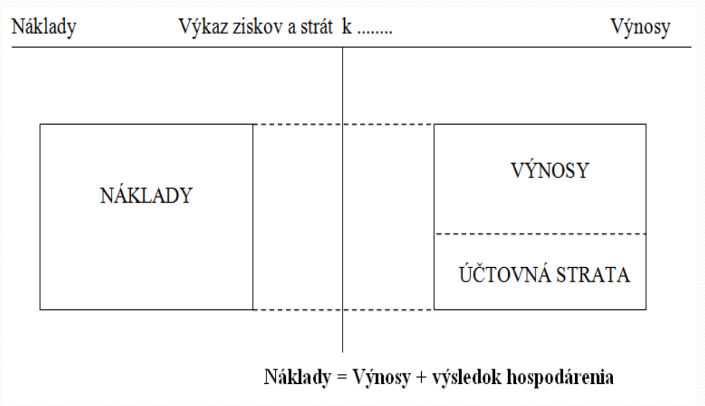 Náklady Výkaz ziskov a strát k ........ Výnosy
NÁKLADY
VÝNOSY
ÚČTOVNÁ STRATA
Náklady = Výnosy + výsledok hospodárenia